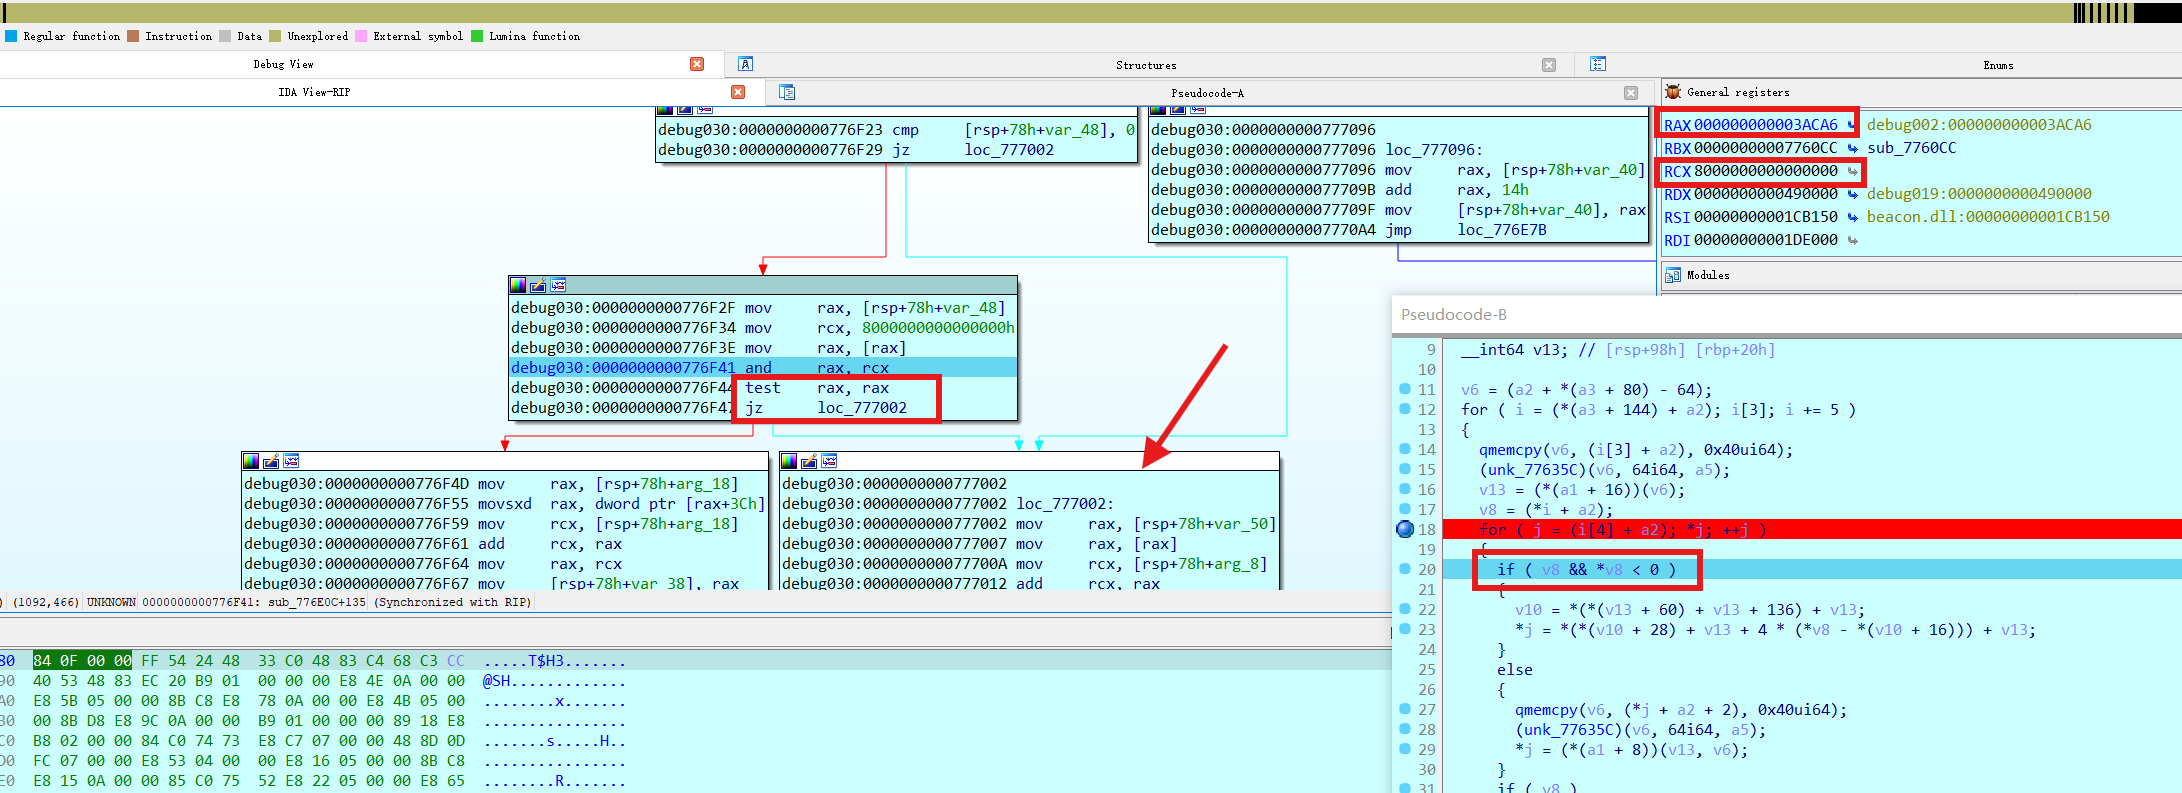 Regular function Instruction Data Unexplored External symbol Lumina function
Debug View
Structures
Enums
IDA View-RIP
Pseudocode-A
General registers
debug030:0000000000776F23 cmp [rsp+78h+var_48], 0
debug030:0000000000776F29 jz loc_777002
debug030:0000000000777096
debug030:0000000000777096 loc_777096:
debug030:0000000000777096 mov rax, [rsp+78h+var_40]
debug030:000000000077709B add rax, 14h
debug030:000000000077709F mov [rsp+78h+var_40], rax
debug030:00000000007770A4 jmp loc_776E7B
RAX 000000000003ACA6 debug002:000000000003ACA6
RBX 00000000007760CC sub_7760CC
RCX 8000000000000000
RDX 0000000000490000 debug019:0000000000490000
RSI 00000000001CB150 beacon.dll:00000000001CB150
RDI 00000000001DE000
Modules
debug030:0000000000776F2F mov rax, [rsp+78h+var_48]
debug030:0000000000776F34 mov rcx, 8000000000000000h
debug030:0000000000776F3E mov rax, [rax]
debug030:0000000000776F41 and rax, rcx
debug030:0000000000776F44 test rax, rax
debug030:0000000000776F47 jz loc_777002
debug030:0000000000776F4D mov rax, [rsp+78h+arg_18]
debug030:0000000000776F55 movsxd rax, dword ptr [rax+3Ch]
debug030:0000000000776F59 mov rcx, [rsp+78h+arg_18]
debug030:0000000000776F61 add rcx, rax
debug030:0000000000776F64 mov rax, rcx
debug030:0000000000776F67 mov [rsp+78h+var_38], rax
debug030:0000000000777002
debug030:0000000000777002 loc_777002:
debug030:0000000000777002 mov rax, [rsp+78h+var_50]
debug030:0000000000777007 mov rax, [rax]
debug030:000000000077700A mov rcx, [rsp+78h+arg_8]
debug030:0000000000777012 add rcx, rax
Pseudocode-B
9 __int64 v13; // [rsp+98h] [rbp+20h]
10
11 v6 = (a2 + *(a3 + 80) - 64);
12 for ( i = (*(a3 + 144) + a2); i[3]; i += 5 )
13 {
14 qmemcpy(v6, (i[3] + a2), 0x40ui64);
15 (unk_77635C)(v6, 64i64, a5);
16 v13 = (*(a1 + 16))(v6);
17 v8 = (*i + a2);
18 for ( j = (i[4] + a2); *j; ++j )
19 {
20 if ( v8 && *v8 < 0 )
21 {
22 v10 = *(*(v13 + 60) + v13 + 136) + v13;
23 *j = *(*(v10 + 28) + v13 + 4 * (*v8 - *(v10 + 16))) + v13;
24 }
25 else
26 {
27 qmemcpy(v6, (*j + a2 + 2), 0x40ui64);
28 (unk_77635C)(v6, 64i64, a5);
29 *j = (*(a1 + 8))(v13, v6);
30 }
31 if ( v8 )
) (1092,466) UNKNOWN 0000000000776F41: sub_776E0C+135 (Synchronized with RIP)
80 84 0F 00 00 FF 54 24 48 33 C0 48 83 C4 68 C3 CC .....T$H3.......
90 40 53 48 83 EC 20 B9 01 00 00 00 E8 4E 0A 00 00 @SH.............
A0 E8 5B 05 00 00 8B C8 E8 78 0A 00 00 E8 4B 05 00 ........x.......
B0 00 8B D8 E8 9C 0A 00 00 B9 01 00 00 00 89 18 E8 ................
C0 B8 02 00 00 84 C0 74 73 E8 C7 07 00 00 48 8D 0D .......s.....H..
D0 FC 07 00 00 E8 53 04 00 00 E8 16 05 00 00 8B C8 ................
E0 E8 15 0A 00 00 85 C0 75 52 E8 22 05 00 00 E8 65 ........R.......